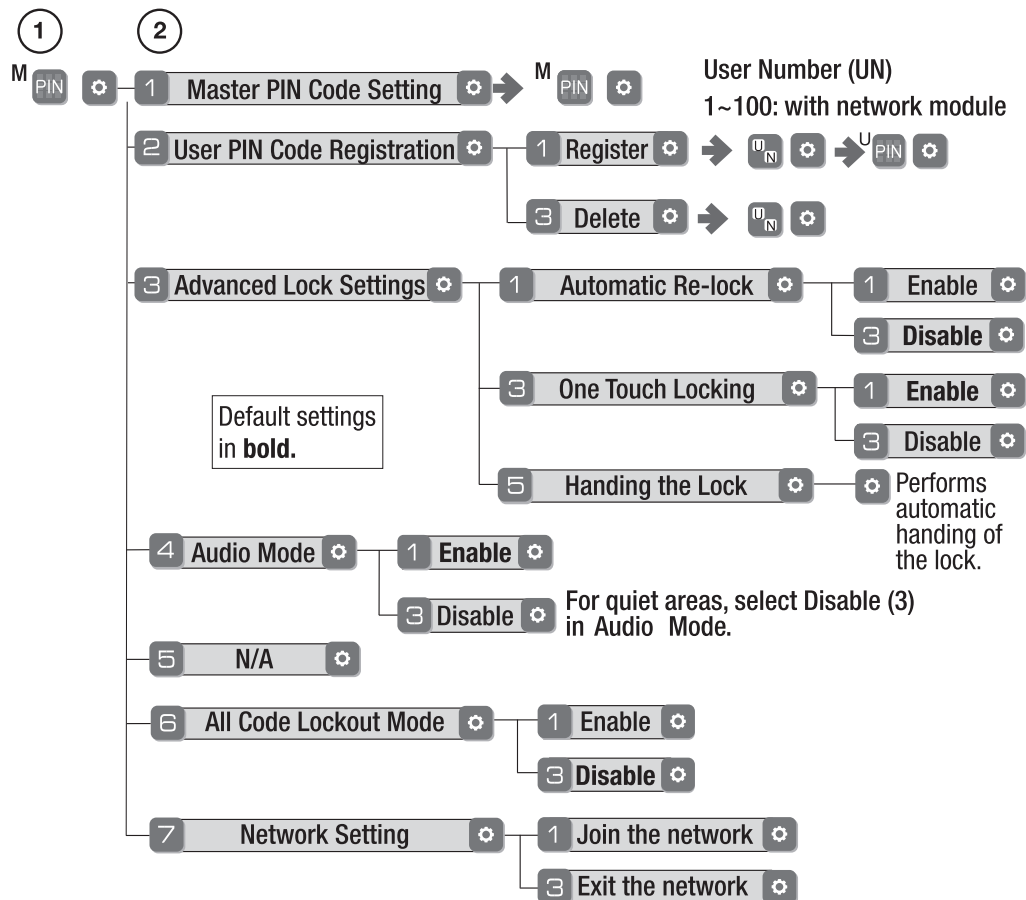 1 2
M PIN 1 Master PIN Code Setting M PIN
User Number (UN)
1~100: with network module
2 User PIN Code Registration 1 Register UN U PIN
3 Delete UN
3 Advanced Lock Settings 1 Automatic Re-lock 1 Enable
3 Disable
Default settings
in bold.
3 One Touch Locking 1 Enable
3 Disable
5 Handing the Lock Performs
automatic
handing of
the lock.
4 Audio Mode 1 Enable
3 Disable
For quiet areas, select Disable (3)
in Audio Mode.
5 N/A
6 All Code Lockout Mode 1 Enable
3 Disable
7 Network Setting 1 Join the network
3 Exit the network